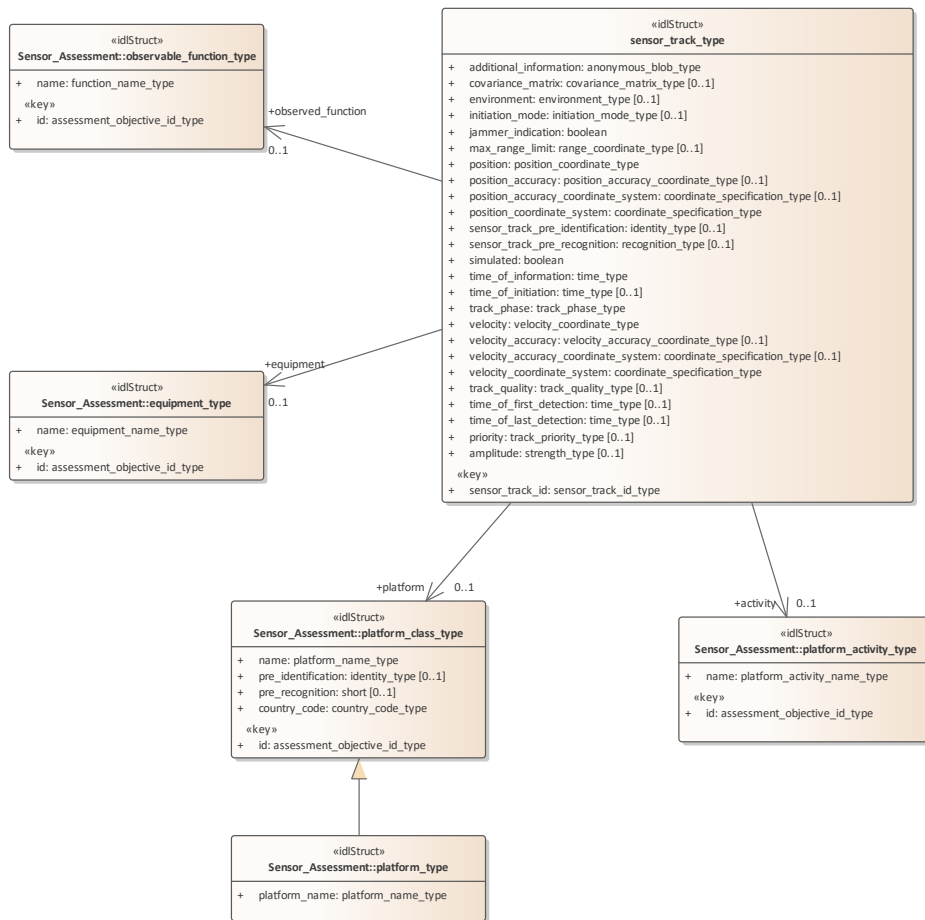 «idlStruct»
Sensor_Assessment::observable_function_type
+ name: function_name_type
«key»
+ id: assessment_objective_id_type
+observed_function
0..1
«idlStruct»
sensor_track_type
+ additional_information: anonymous_blob_type
+ covariance_matrix: covariance_matrix_type [0..1]
+ environment: environment_type [0..1]
+ initiation_mode: initiation_mode_type [0..1]
+ jammer_indication: boolean
+ max_range_limit: range_coordinate_type [0..1]
+ position: position_coordinate_type
+ position_accuracy: position_accuracy_coordinate_type [0..1]
+ position_accuracy_coordinate_system: coordinate_specification_type [0..1]
+ position_coordinate_system: coordinate_specification_type
+ sensor_track_pre_identification: identity_type [0..1]
+ sensor_track_pre_recognition: recognition_type [0..1]
+ simulated: boolean
+ time_of_information: time_type
+ time_of_initiation: time_type [0..1]
+ track_phase: track_phase_type
+ velocity: velocity_coordinate_type
+ velocity_accuracy: velocity_accuracy_coordinate_type [0..1]
+ velocity_accuracy_coordinate_system: coordinate_specification_type [0..1]
+ velocity_coordinate_system: coordinate_specification_type
+ track_quality: track_quality_type [0..1]
+ time_of_first_detection: time_type [0..1]
+ time_of_last_detection: time_type [0..1]
+ priority: track_priority_type [0..1]
+ amplitude: strength_type [0..1]
«key»
+ sensor_track_id: sensor_track_id_type
+equipment
0..1
«idlStruct»
Sensor_Assessment::equipment_type
+ name: equipment_name_type
«key»
+ id: assessment_objective_id_type
+platform
0..1
«idlStruct»
Sensor_Assessment::platform_class_type
+ name: platform_name_type
+ pre_identification: identity_type [0..1]
+ pre_recognition: short [0..1]
+ country_code: country_code_type
«key»
+ id: assessment_objective_id_type
+activity
0..1
«idlStruct»
Sensor_Assessment::platform_activity_type
+ name: platform_activity_name_type
«key»
+ id: assessment_objective_id_type
«idlStruct»
Sensor_Assessment::platform_type
+ platform_name: platform_name_type